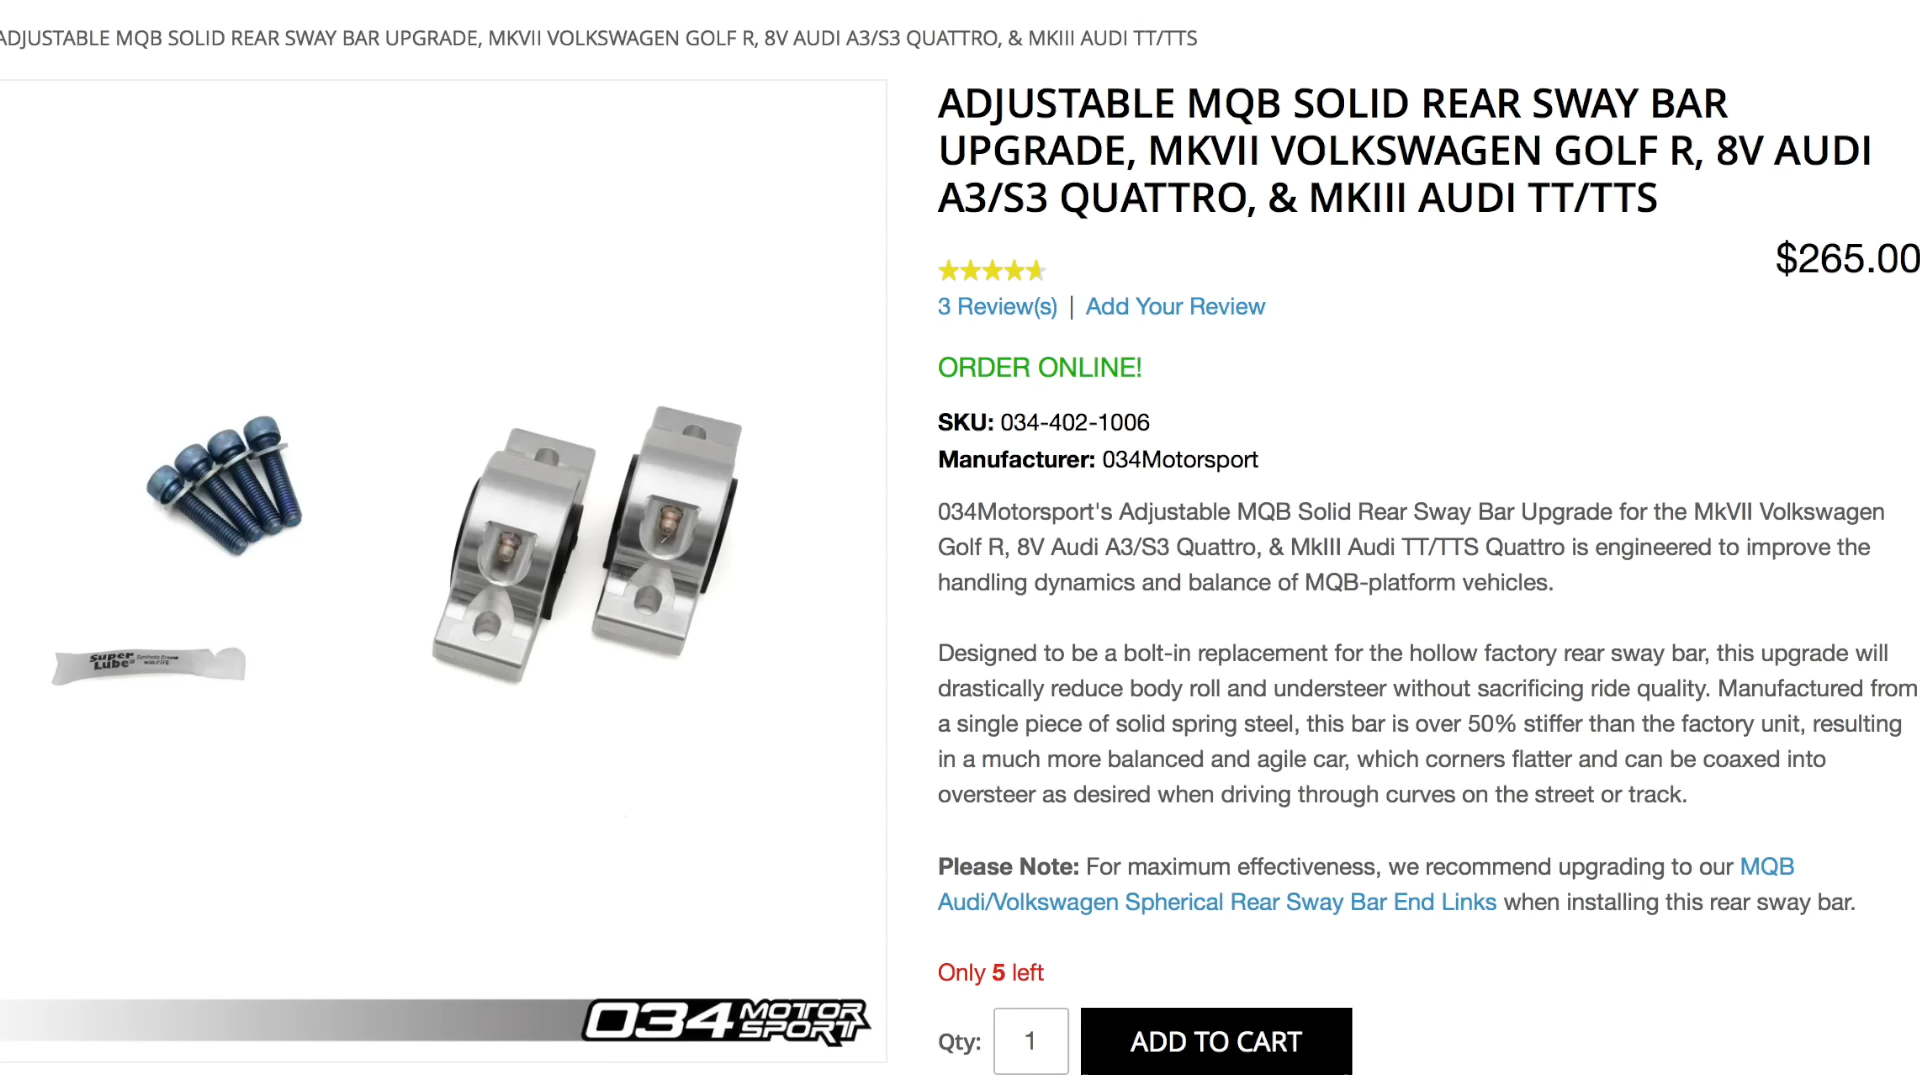 ADJUSTABLE MQB SOLID REAR SWAY BAR UPGRADE, MKVII VOLKSWAGEN GOLF R, 8V AUDI A3/S3 QUATTRO, & MKIII AUDI TT/TTS
ADJUSTABLE MQB SOLID REAR SWAY BAR
UPGRADE, MKVII VOLKSWAGEN GOLF R, 8V AUDI
A3/S3 QUATTRO, & MKIII AUDI TT/TTS
$265.00
3 Review(s) | Add Your Review
ORDER ONLINE!
SKU: 034-402-1006
Manufacturer: 034Motorsport
034Motorsport's Adjustable MQB Solid Rear Sway Bar Upgrade for the MkVII Volkswagen
Golf R, 8V Audi A3/S3 Quattro, & MkIII Audi TT/TTS Quattro is engineered to improve the
handling dynamics and balance of MQB-platform vehicles.
Designed to be a bolt-in replacement for the hollow factory rear sway bar, this upgrade will
drastically reduce body roll and understeer without sacrificing ride quality. Manufactured from
a single piece of solid spring steel, this bar is over 50% stiffer than the factory unit, resulting
in a much more balanced and agile car, which corners flatter and can be coaxed into
oversteer as desired when driving through curves on the street or track.
Please Note: For maximum effectiveness, we recommend upgrading to our MQB
Audi/Volkswagen Spherical Rear Sway Bar End Links when installing this rear sway bar.
Only 5 left
Qty: 1 ADD TO CART
Super
Lube
034 MOTOR
SPORT